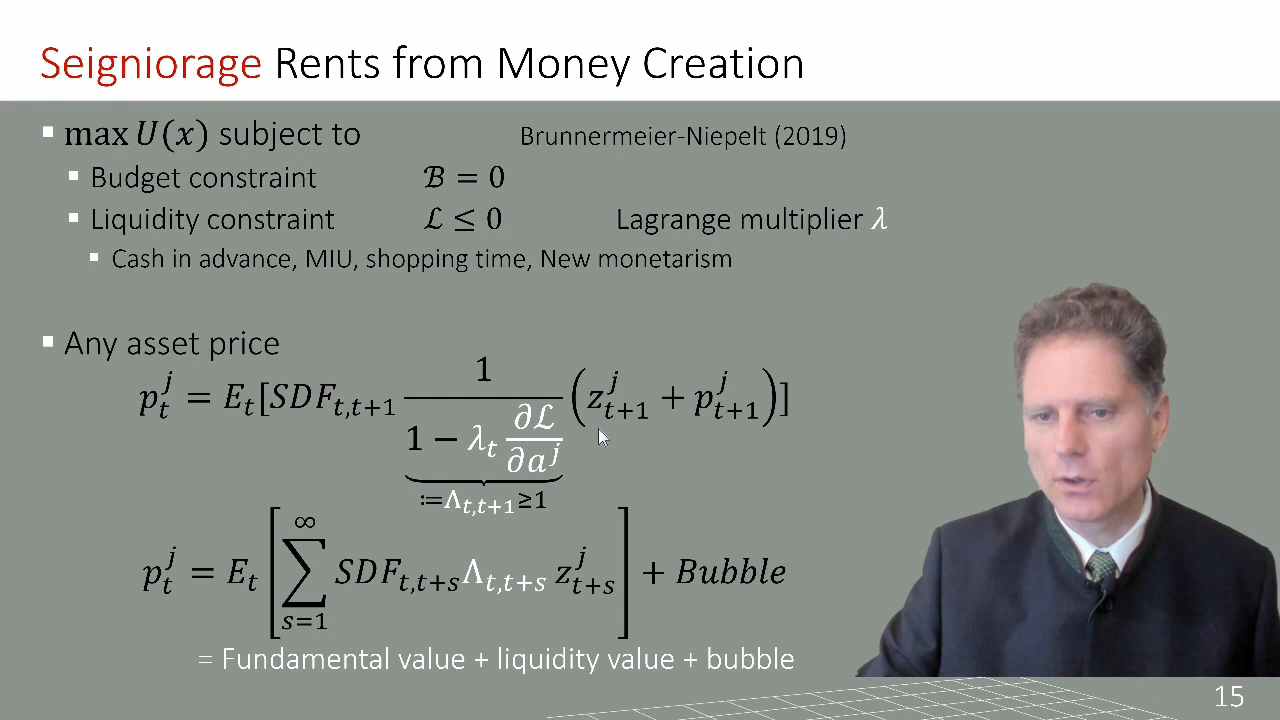 Seigniorage Rents from Money Creation
▪ max U(x) subject to Brunnermeier-Niepelt (2019)
▪ Budget constraint ℬ = 0
▪ Liquidity constraint ℒ ≤ 0 Lagrange multiplier λ
▪ Cash in advance, MIU, shopping time, New monetarism
▪ Any asset price
p_t^j = E_t[SDF_{t,t+1} \frac{1}{\underbrace{1 − λ_t \frac{∂ℒ}{∂a^j}}_{≔Λ_{t,t+1}≥1}} (z_{t+1}^j + p_{t+1}^j)]
p_t^j = E_t[∑_{s=1}^{∞} SDF_{t,t+s}Λ_{t,t+s} z_{t+s}^j] + Bubble
= Fundamental value + liquidity value + bubble
15